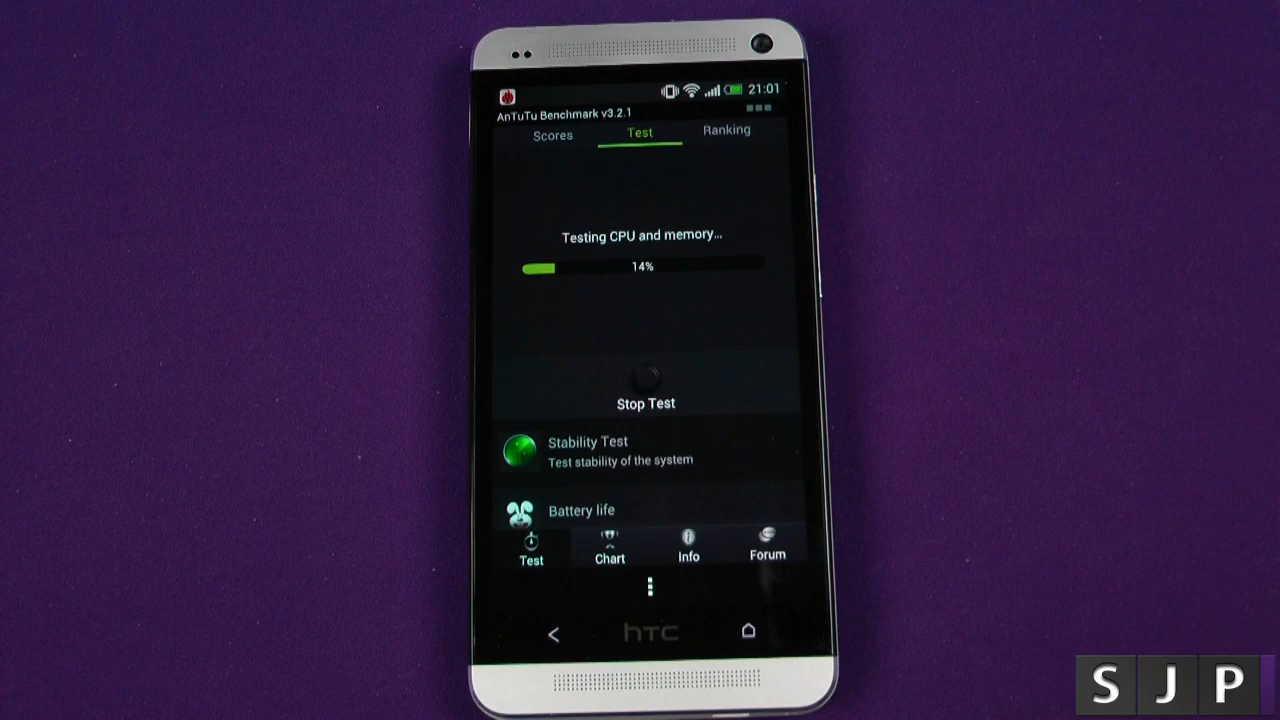 21:01
AnTuTu Benchmark v3.2.1
Scores Test Ranking
Testing CPU and memory...
14%
Stop Test
Stability Test
Test stability of the system
Battery life
Test Chart Info Forum
hTC
SJP